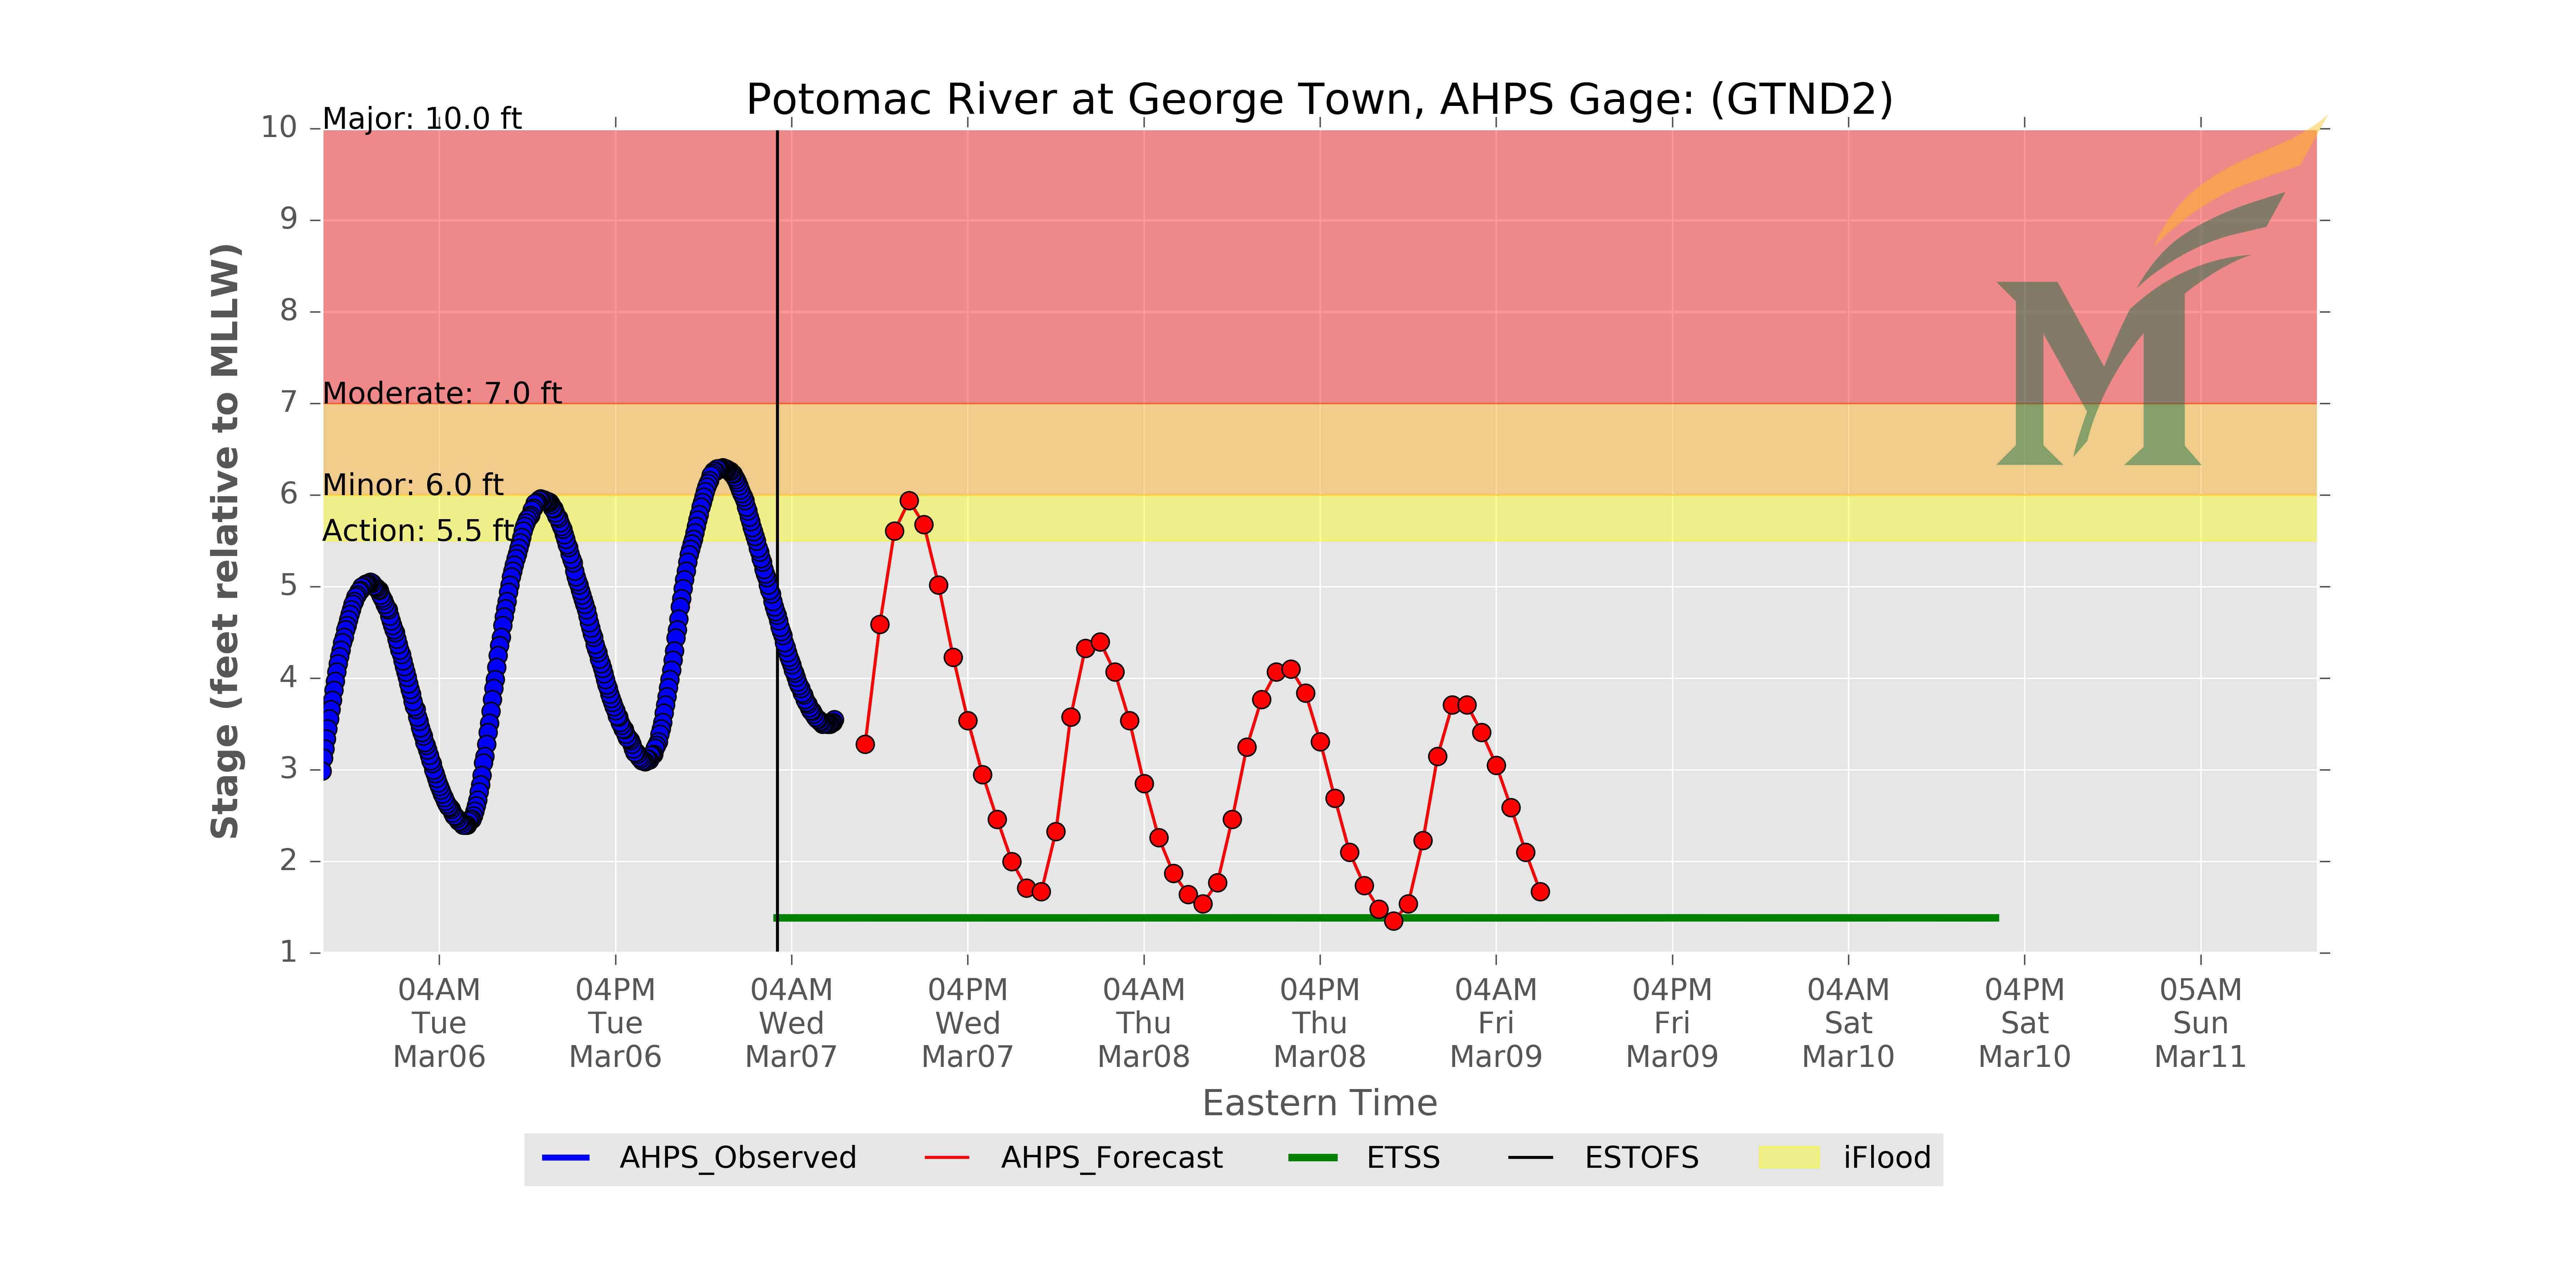 Potomac River at George Town, AHPS Gage: (GTND2)
Major: 10.0 ft
Moderate: 7.0 ft
Minor: 6.0 ft
Action: 5.5 ft
Stage (feet relative to MLLW)
10
9
8
7
6
5
4
3
2
1
04AM 04PM 04AM 04PM 04AM 04PM 04AM 04PM 04AM 04PM 05AM
Tue Tue Wed Wed Thu Thu Fri Fri Sat Sat Sun
Mar06 Mar06 Mar07 Mar07 Mar08 Mar08 Mar09 Mar09 Mar10 Mar10 Mar11
Eastern Time
AHPS_Observed AHPS_Forecast ETSS ESTOFS iFlood
M